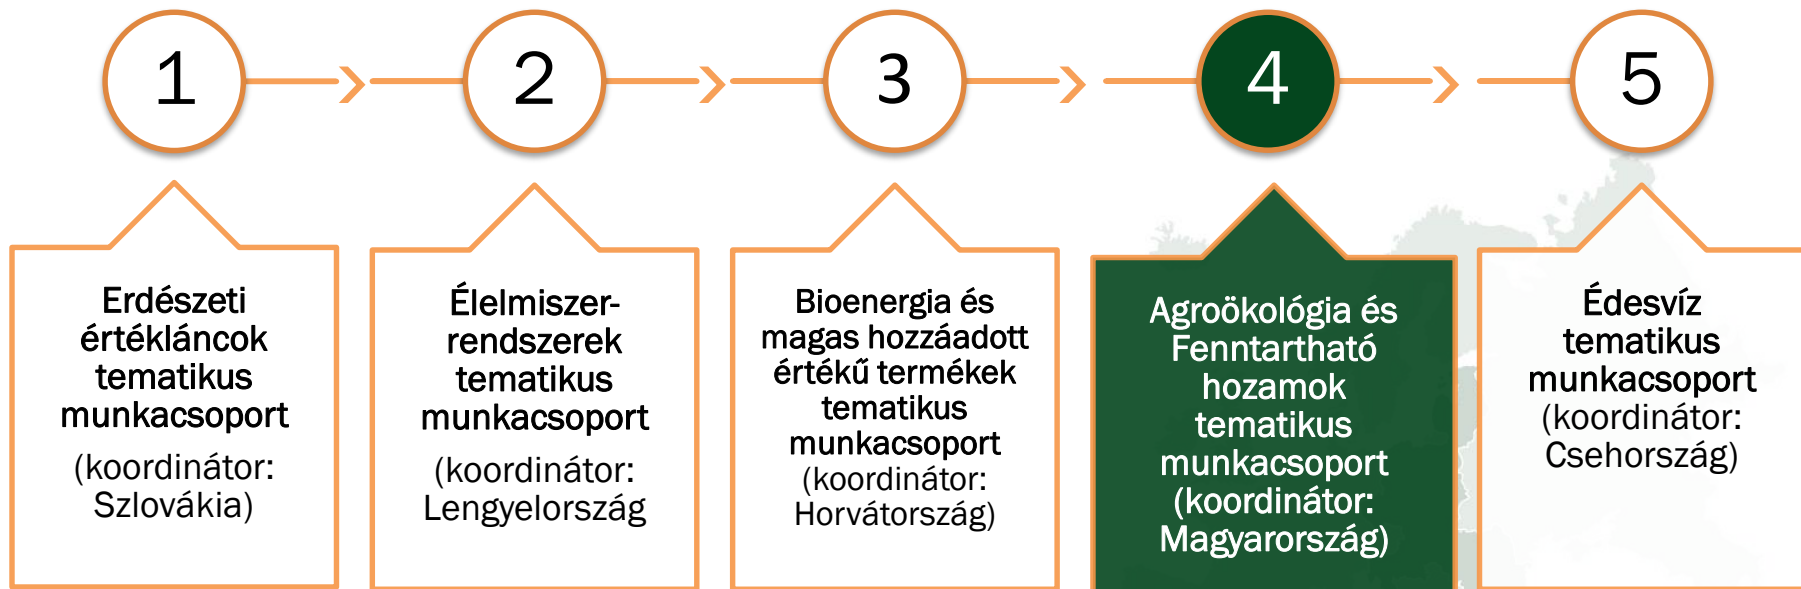 1
2
3
4
5
Erdészeti
értékláncok
tematikus
munkacsoport
(koordinátor:
Szlovákia)
Élelmiszer-
rendszerek
tematikus
munkacsoport
(koordinátor:
Lengyelország
Bioenergia és
magas hozzáadott
értékű termékek
tematikus
munkacsoport
(koordinátor:
Horvátország)
Agroökológia és
Fenntartható
hozamok
tematikus
munkacsoport
(koordinátor:
Magyarország)
Édesvíz
tematikus
munkacsoport
(koordinátor:
Csehország)